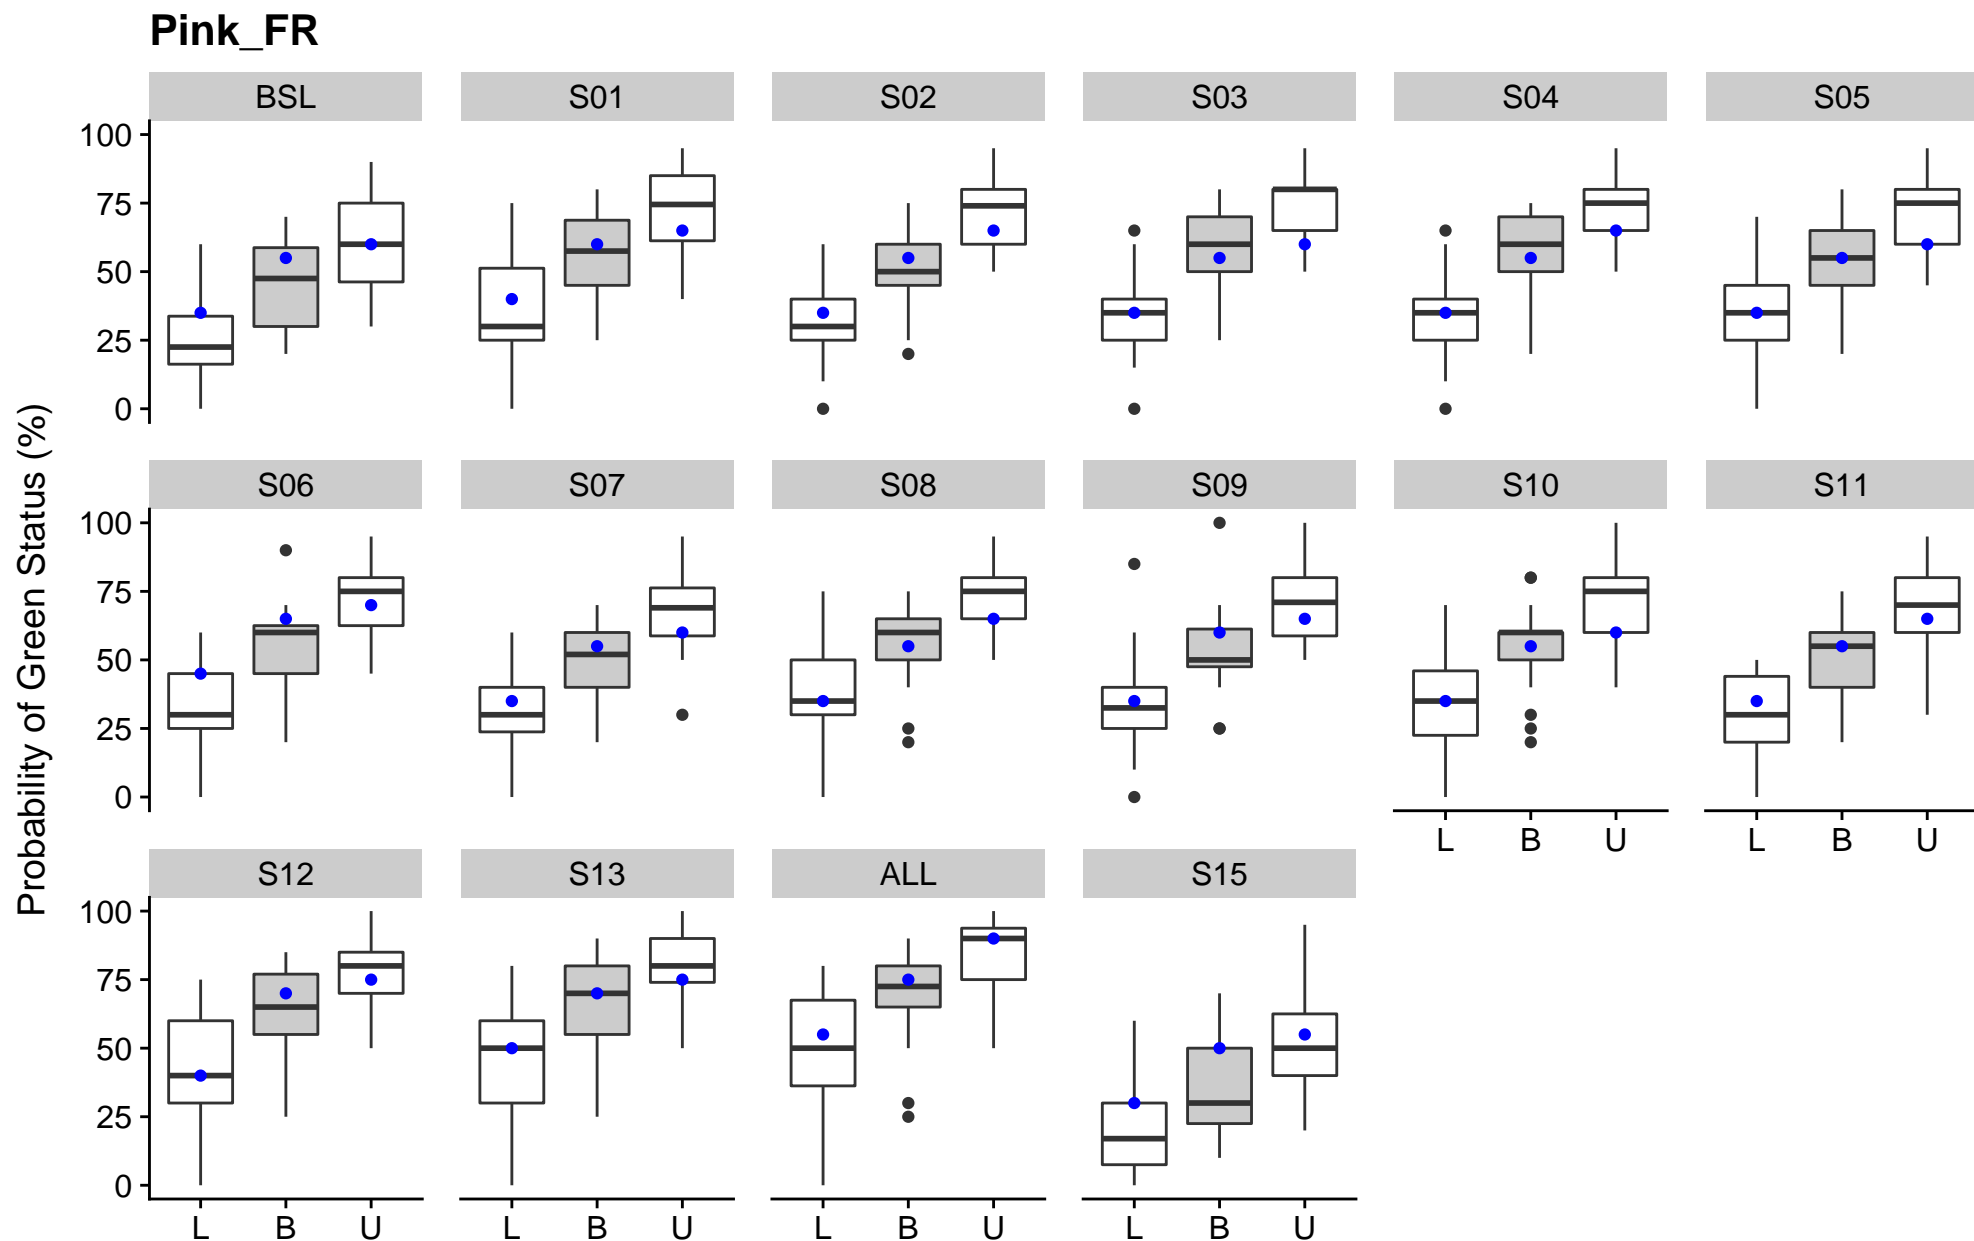 Pink_FR
BSL S01 S02 S03 S04 S05
100
75
50
25
0
S06 S07 S08 S09 S10 S11
100
75
50
25
0
L B U L B U
S12 S13 ALL S15
100
75
50
25
0
L B U L B U L B U L B U
Probability of Green Status (%)